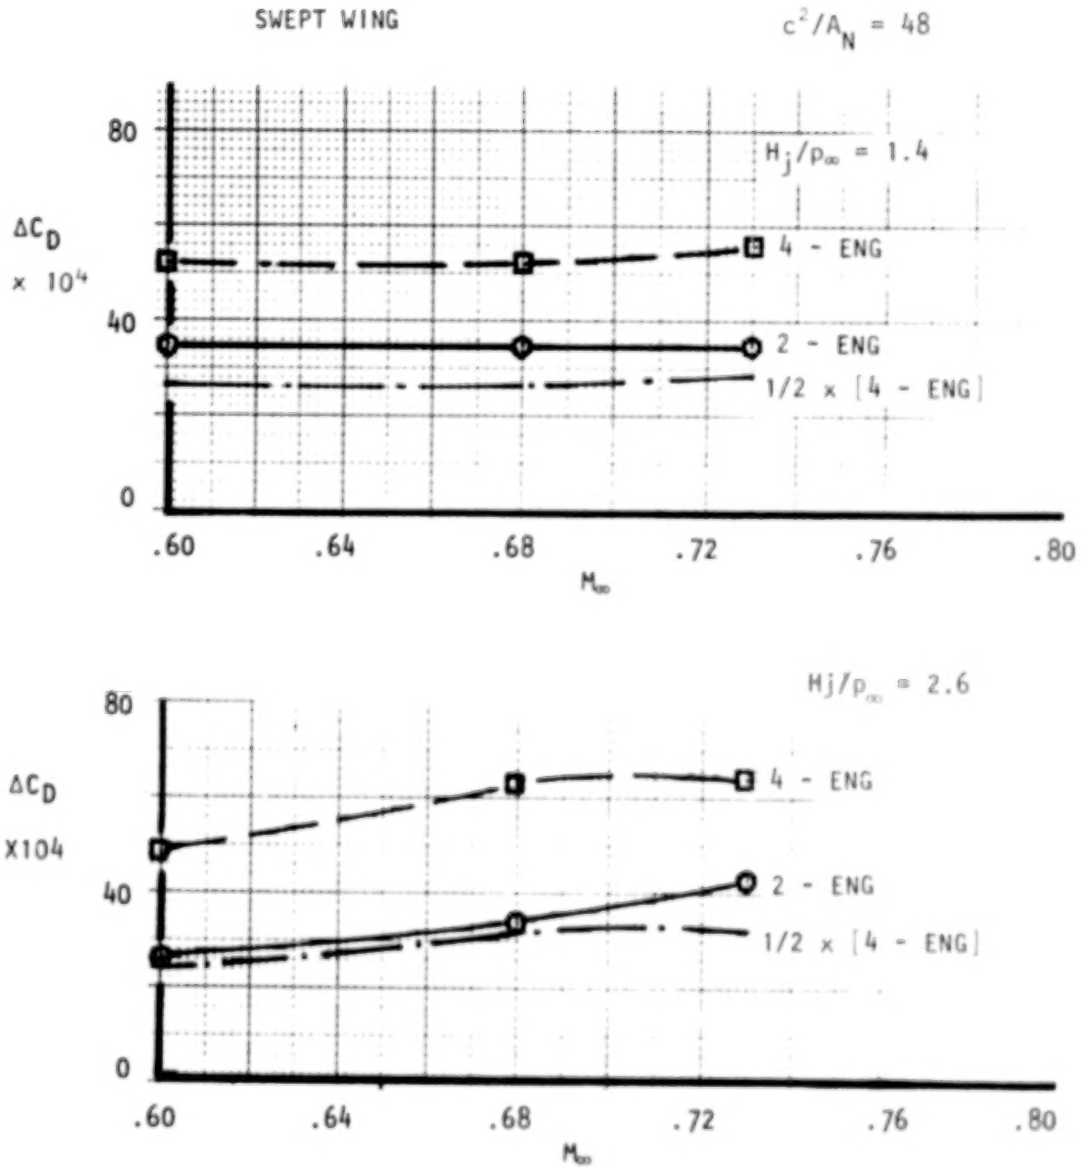 SWEPT WING
c²/A_N = 48
80
H_j/p_∞ = 1.4
ΔC_D
× 10⁴
4 - ENG
40
2 - ENG
1/2 × [4 - ENG]
0
.60 .64 .68 .72 .76 .80
M_∞
80
Hj/p_∞ = 2.6
ΔC_D
X104
4 - ENG
40
2 - ENG
1/2 × [4 - ENG]
0
.60 .64 .68 .72 .76 .80
M_∞